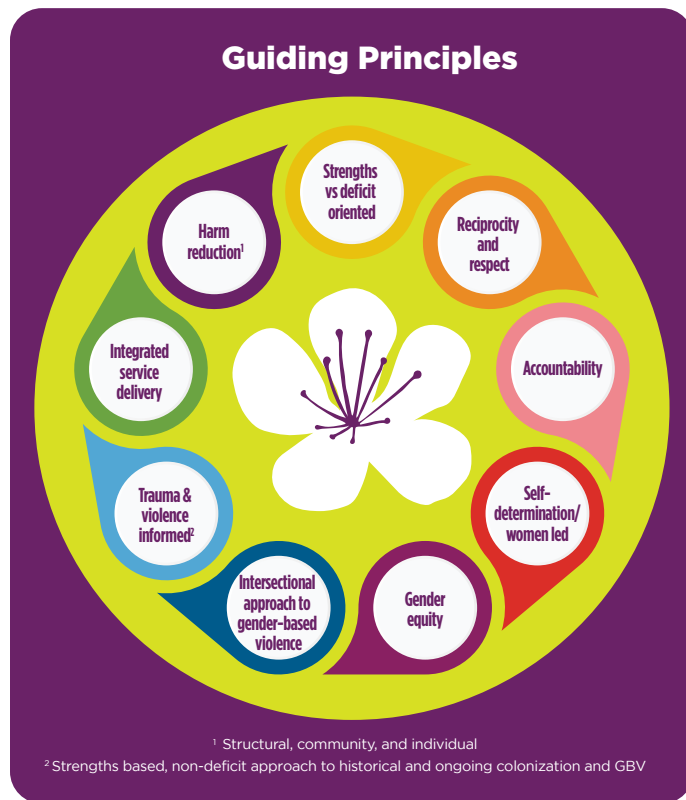 Guiding Principles
Strengths
vs deficit
oriented
Reciprocity
and
respect
Accountability
Self-
determination/
women led
Gender
equity
Intersectional
approach to
gender-based
violence
Trauma &
violence
informed²
Integrated
service
delivery
Harm
reduction¹
¹ Structural, community, and individual
² Strengths based, non-deficit approach to historical and ongoing colonization and GBV